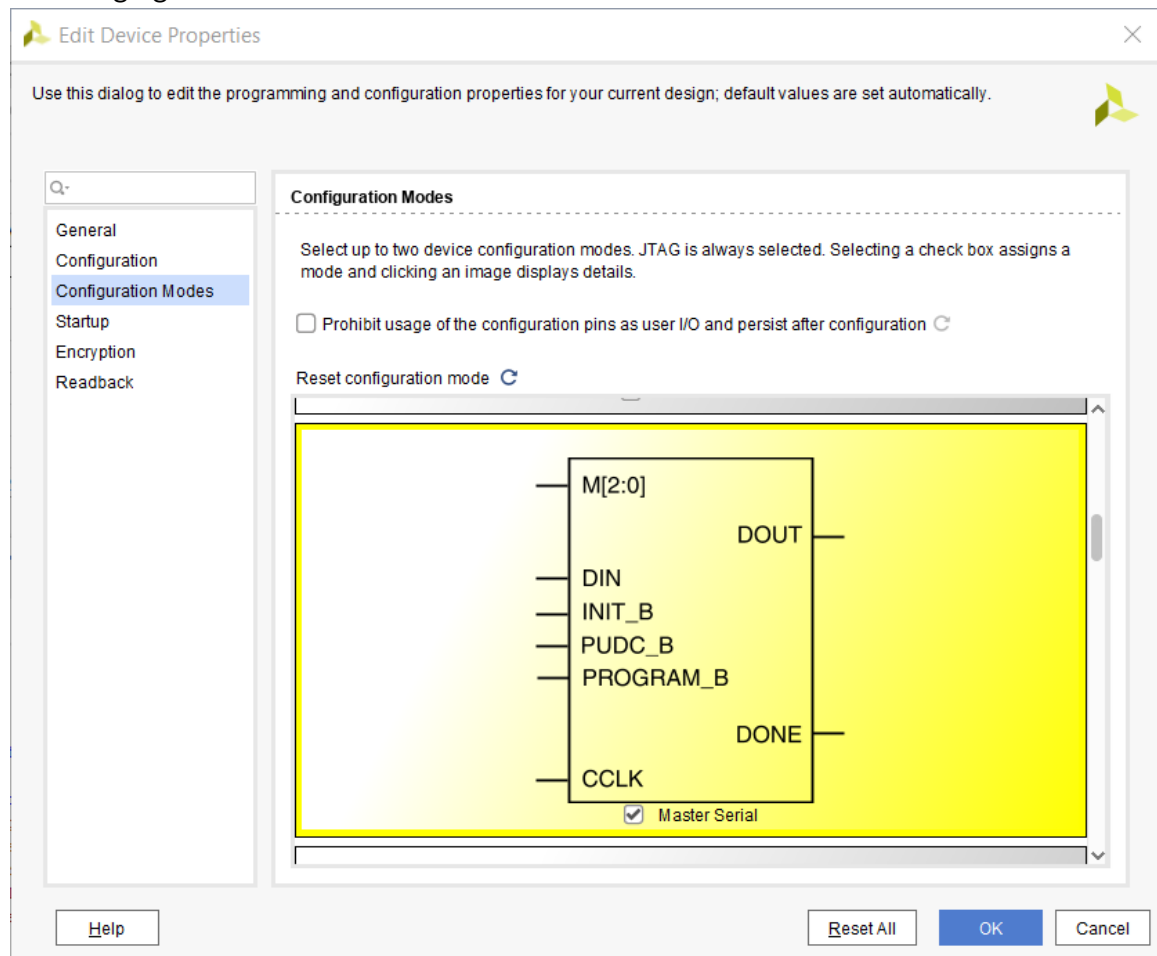 Edit Device Properties
Use this dialog to edit the programming and configuration properties for your current design; default values are set automatically.
General
Configuration
Configuration Modes
Startup
Encryption
Readback
Configuration Modes
Select up to two device configuration modes. JTAG is always selected. Selecting a check box assigns a
mode and clicking an image displays details.
Prohibit usage of the configuration pins as user I/O and persist after configuration
Reset configuration mode
M[2:0]
DOUT
DIN
INIT_B
PUDC_B
PROGRAM_B
DONE
CCLK
Master Serial
Help
Reset All
OK
Cancel